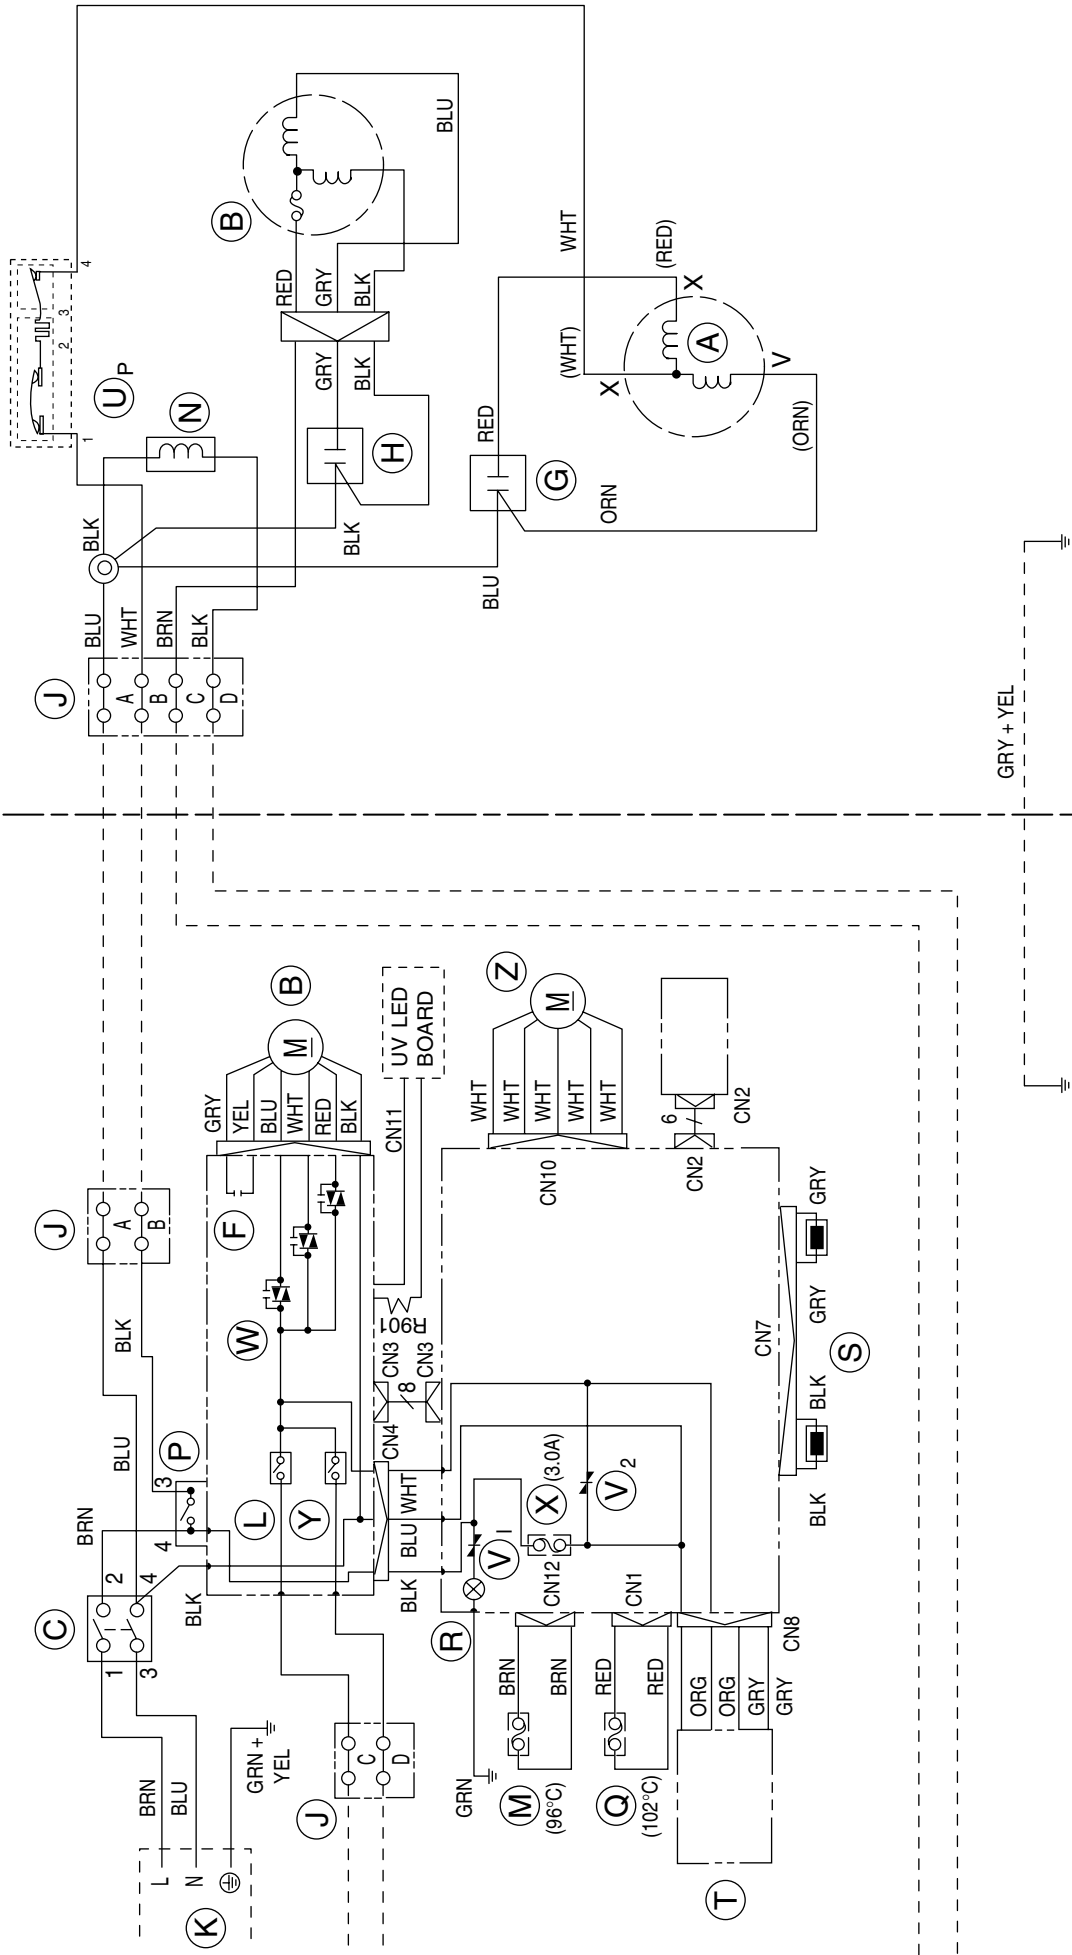 K
L
N
BRN
BLU
GRN +
YEL
C
1
3
2
4
BRN
BLK
BLU
BLK
P
4
3
J
A
B
J
A
B
C
D
BLU
WHT
BRN
BLK
BLK
N
U
P
1
2
3
4
J
C
D
L
Y
W
F
GRY
YEL
BLU
WHT
RED
BLK
B
M
CN11
UV LED
BOARD
R901
CN3
CN3
8
CN4
BLK
BLU
WHT
R
GRN
V
1
X
(3.0A)
V
2
M
(96°C)
BRN
BRN
CN12
Q
(102°C)
RED
RED
CN1
T
ORG
ORG
GRY
GRY
CN8
CN7
BLK
BLK
GRY
GRY
S
CN10
WHT
WHT
WHT
WHT
WHT
M
Z
CN2
6
CN2
H
BLK
GRY
BLK
RED
GRY
BLK
B
BLU
BLU
G
RED
ORN
WHT
(WHT)
(RED)
(ORN)
X
X
V
A
GRY + YEL